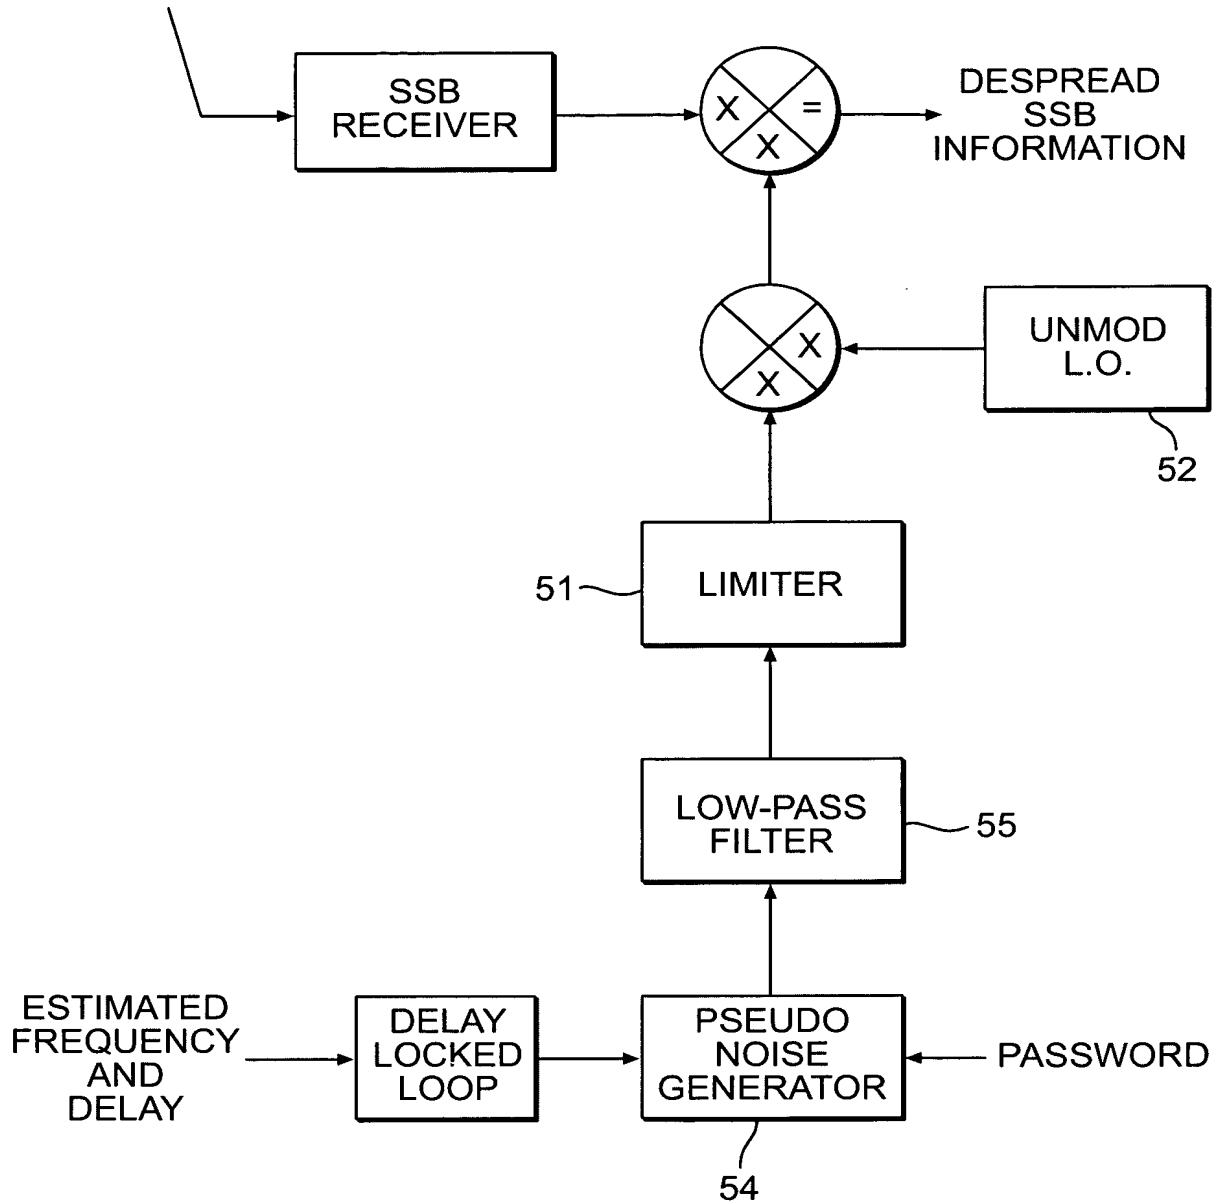 SSB
RECEIVER
X
=
X
DESPREAD
SSB
INFORMATION
X
X
UNMOD
L.O.
52
51
LIMITER
LOW-PASS
FILTER
55
ESTIMATED
FREQUENCY
AND
DELAY
DELAY
LOCKED
LOOP
PSEUDO
NOISE
GENERATOR
PASSWORD
54